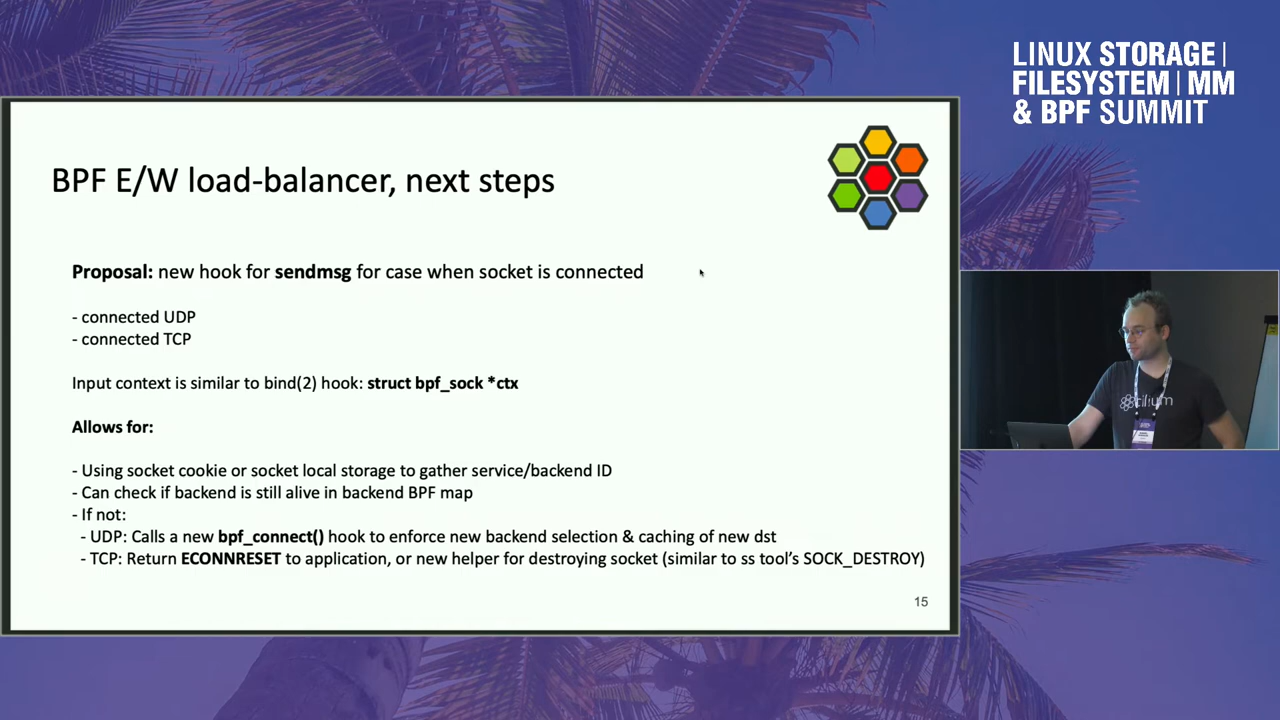 LINUX STORAGE |
FILESYSTEM | MM
& BPF SUMMIT
BPF E/W load-balancer, next steps
Proposal: new hook for sendmsg for case when socket is connected
- connected UDP
- connected TCP
Input context is similar to bind(2) hook: struct bpf_sock *ctx
Allows for:
- Using socket cookie or socket local storage to gather service/backend ID
- Can check if backend is still alive in backend BPF map
- If not:
- UDP: Calls a new bpf_connect() hook to enforce new backend selection & caching of new dst
- TCP: Return ECONNRESET to application, or new helper for destroying socket (similar to ss tool's SOCK_DESTROY)
15
cilium